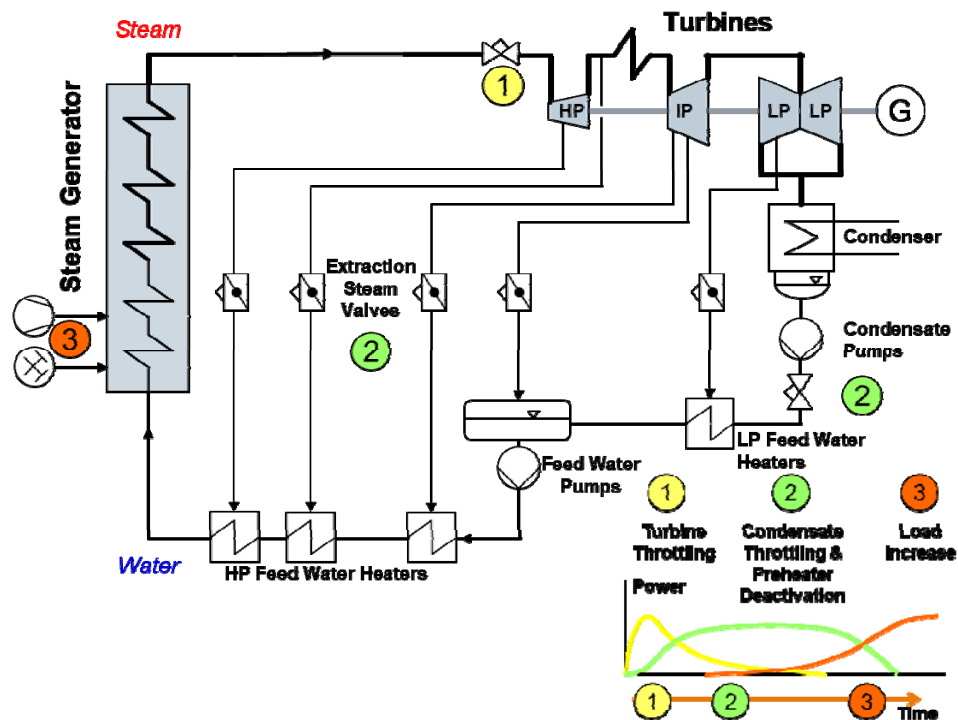 Steam
Turbines
1
HP
IP
LP
LP
G
Steam Generator
Extraction
Steam
Valves
2
Condenser
3
Condensate
Pumps
2
LP Feed Water
Heaters
Feed Water
Pumps
Water
HP Feed Water Heaters
1
2
3
Turbine
Throttling
Condensate
Throttling &
Preheater
Deactivation
Load
Increase
Power
1
2
3
Time